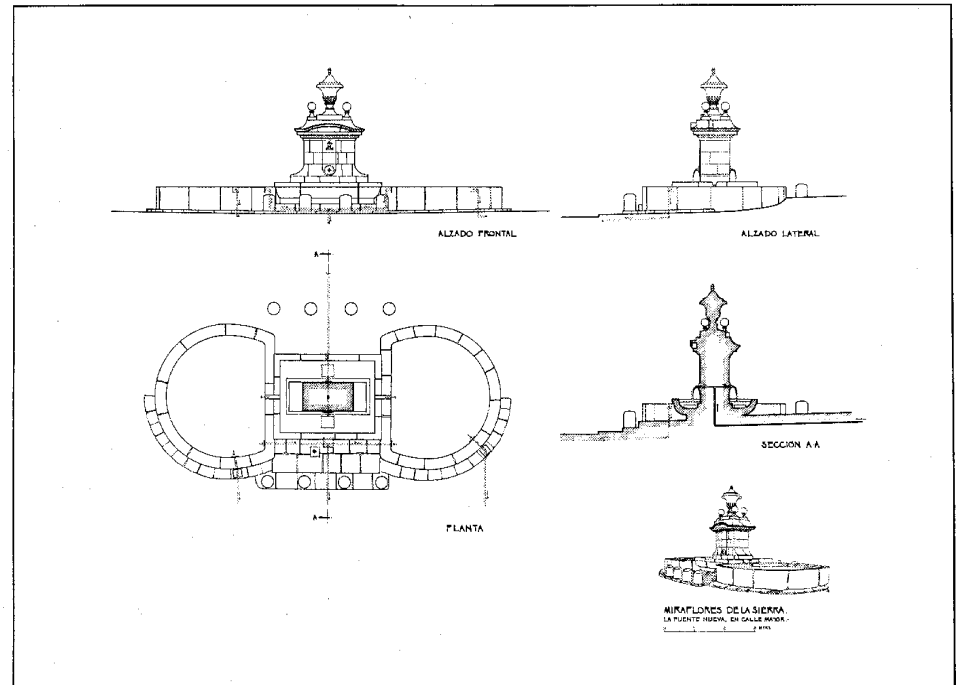 ALZADO FRONTAL
ALZADO LATERAL
A
A
SECCION A-A
PLANTA
MIRAFLORES DE LA SIERRA.
LA FUENTE NUEVA, EN CALLE MAYOR.-